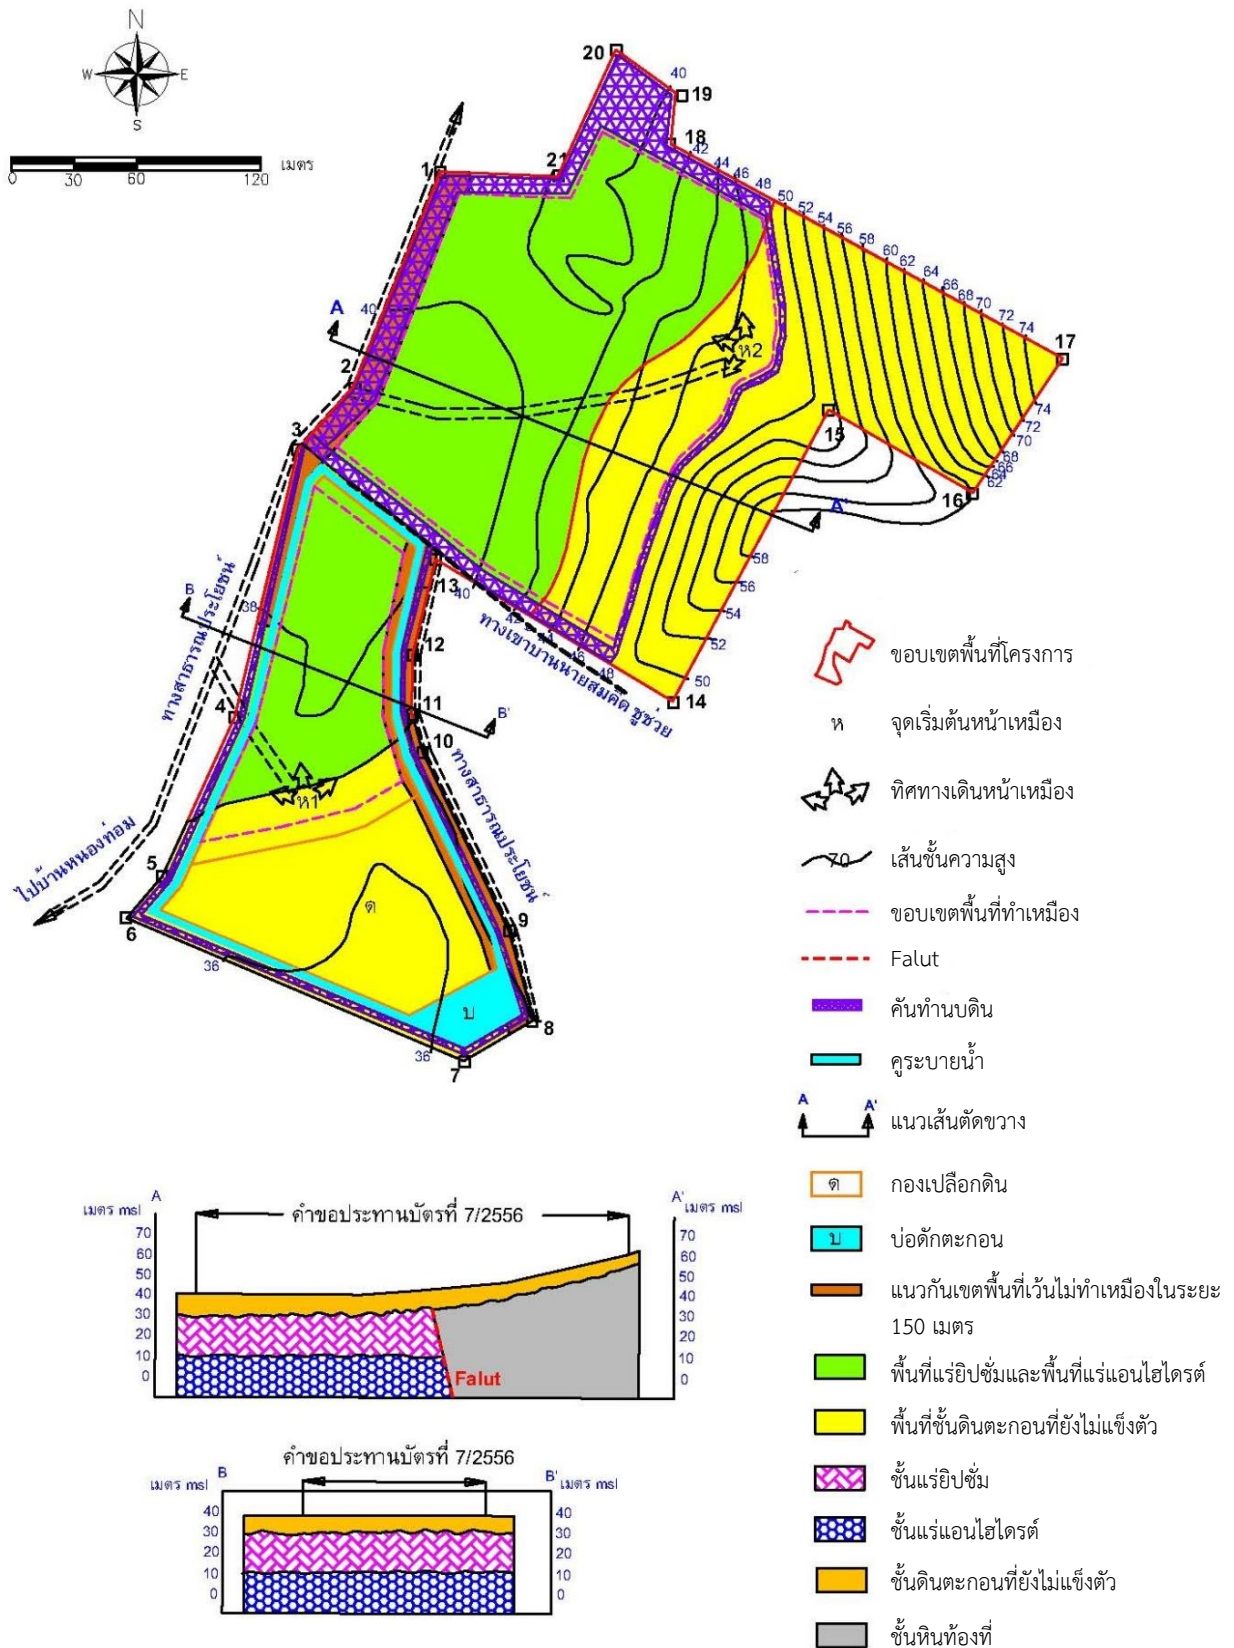 N
W E
S
0 30 60 120 เมตร
20
40
19
18
42 44 46 48 50 52 54 56 58 60 62 64 66 68 70 72 74
1
21
17
A
40
2
ห2
3
15
74
72
70
68
66
64
62
16
A'
58
56
54
52
50
14
13
40
42
44
46
48
ทางเขาบานนายสมคิด ชูช่วย
B
38
12
ทางสาธารณประโยชน์
4
11
B'
10
ห1
ทางสาธารณประโยชน์
5
ไปบ้านหนองท่อม
6
ด
9
36
บ
8
36
7
ขอบเขตพื้นที่โครงการ
ห จุดเริ่มต้นหน้าเหมือง
ทิศทางเดินหน้าเหมือง
70 เส้นชั้นความสูง
ขอบเขตพื้นที่ทำเหมือง
Falut
คันทำนบดิน
คูระบายน้ำ
A A' แนวเส้นตัดขวาง
ด กองเปลือกดิน
บ บ่อดักตะกอน
แนวกันเขตพื้นที่เว้นไม่ทำเหมืองในระยะ
150 เมตร
พื้นที่แร่ยิปซั่มและพื้นที่แร่แอนไฮไดรต์
พื้นที่ชั้นดินตะกอนที่ยังไม่แข็งตัว
ชั้นแร่ยิปซั่ม
ชั้นแร่แอนไฮไดรต์
ชั้นดินตะกอนที่ยังไม่แข็งตัว
ชั้นหินท้องที่
A A'
เมตร msl คำขอประทานบัตรที่ 7/2556 เมตร msl
70 70
60 60
50 50
40 40
30 30
20 20
10 10
0 0
Falut
คำขอประทานบัตรที่ 7/2556
B B'
เมตร msl เมตร msl
40 40
30 30
20 20
10 10
0 0